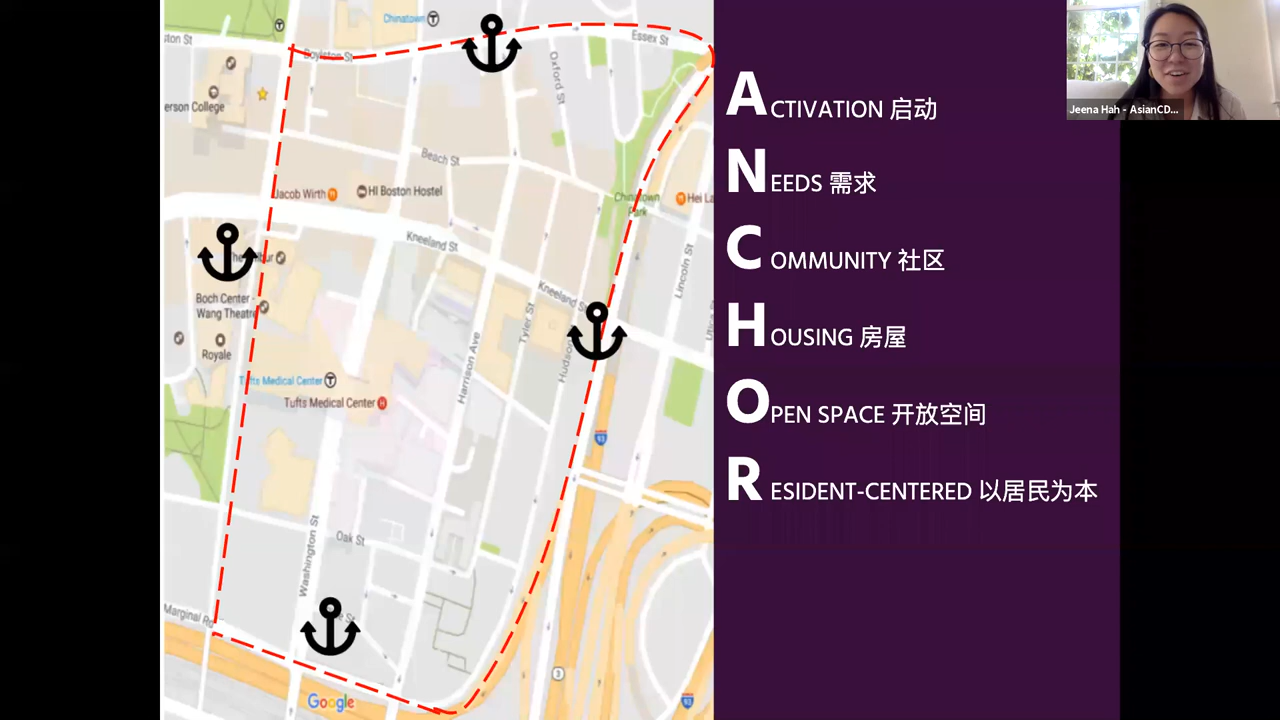 Chinatown
Essex St
Boylston St
ston St
Oxford St
erson College
Beach St
Jacob Wirth
HI Boston Hostel
Chinatown
Park
Hei La
Kneeland St
Lincoln St
Boch Center -
Wang Theatre
Kneeland St
Tyler St
Royale
Harrison Ave
Hudson
Tufts Medical Center
Tufts Medical Center
93
Washington St
Oak St
Marginal Rd
3
Google
93
ACTIVATION 启动
NEEDS 需求
COMMUNITY 社区
HOUSING 房屋
OPEN SPACE 开放空间
RESIDENT-CENTERED 以居民为本
Jeena Hah - AsianCD...